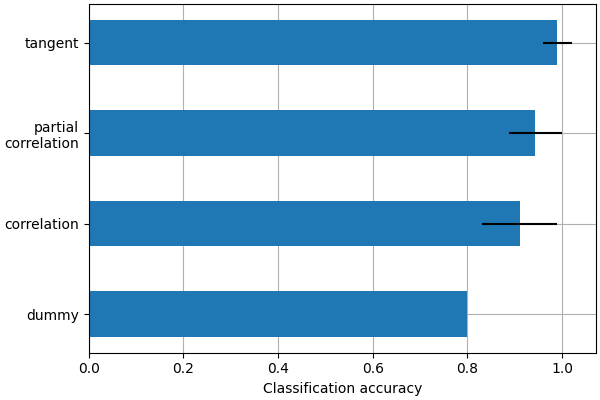 tangent
partial
correlation
correlation
dummy
0.0 0.2 0.4 0.6 0.8 1.0
Classification accuracy